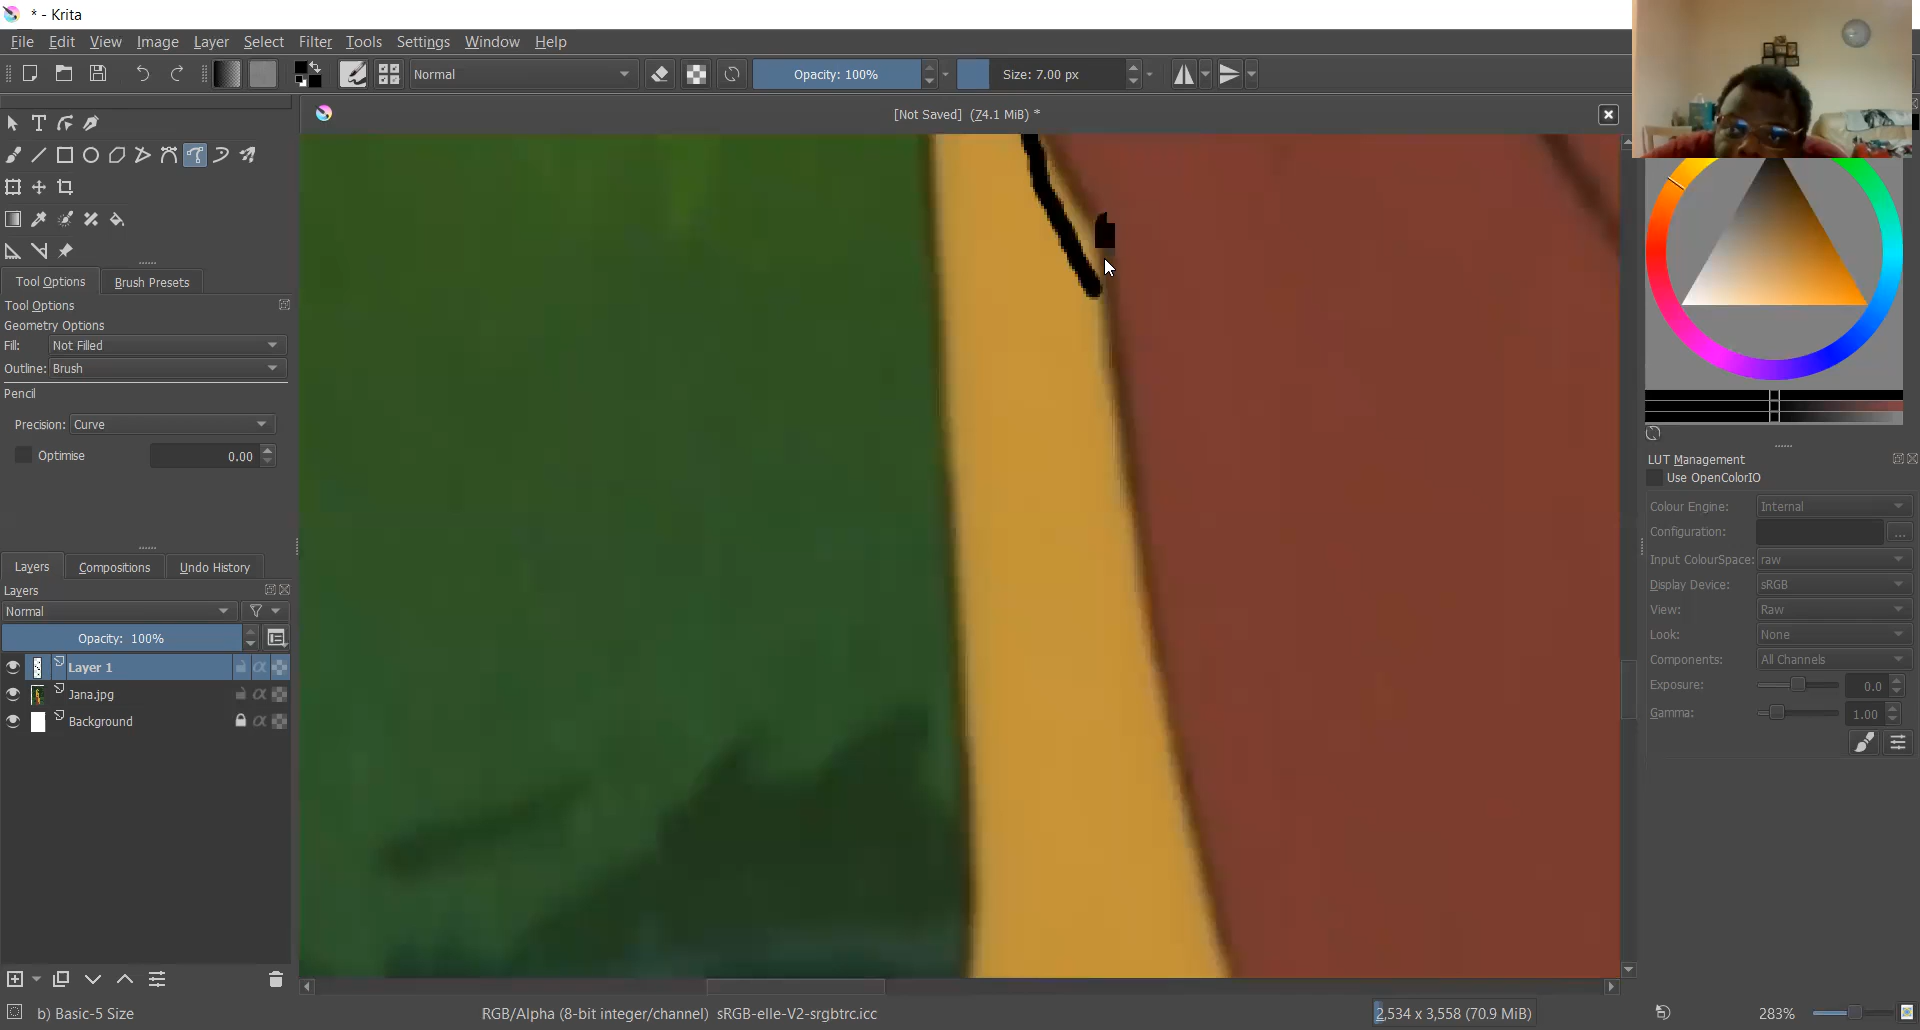 * - Krita
File Edit View Image Layer Select Filter Tools Settings Window Help
Normal Opacity: 100% Size: 7.00 px
[Not Saved] (74.1 MiB) *
Tool Options Brush Presets
Tool Options
Geometry Options
Fill: Not Filled
Outline: Brush
Pencil
Precision: Curve
Optimise 0.00
Layers Compositions Undo History
Layers
Normal
Opacity: 100%
Layer 1
Jana.jpg
Background
LUT Management
Use OpenColorIO
Colour Engine: Internal
Configuration: ...
Input ColourSpace: raw
Display Device: sRGB
View: Raw
Look: None
Components: All Channels
Exposure: 0.0
Gamma: 1.00
b) Basic-5 Size RGB/Alpha (8-bit integer/channel) sRGB-elle-V2-srgbtrc.icc 2,534 x 3,558 (70.9 MiB) 283%